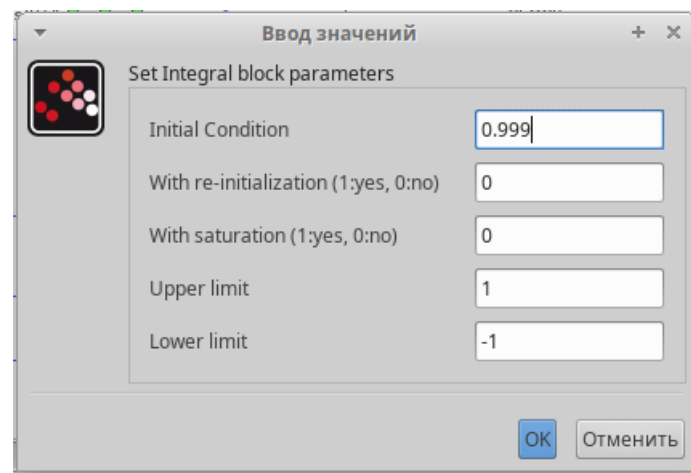 Ввод значений
Set Integral block parameters
Initial Condition 0.999
With re-initialization (1:yes, 0:no) 0
With saturation (1:yes, 0:no) 0
Upper limit 1
Lower limit -1
OK Отменить